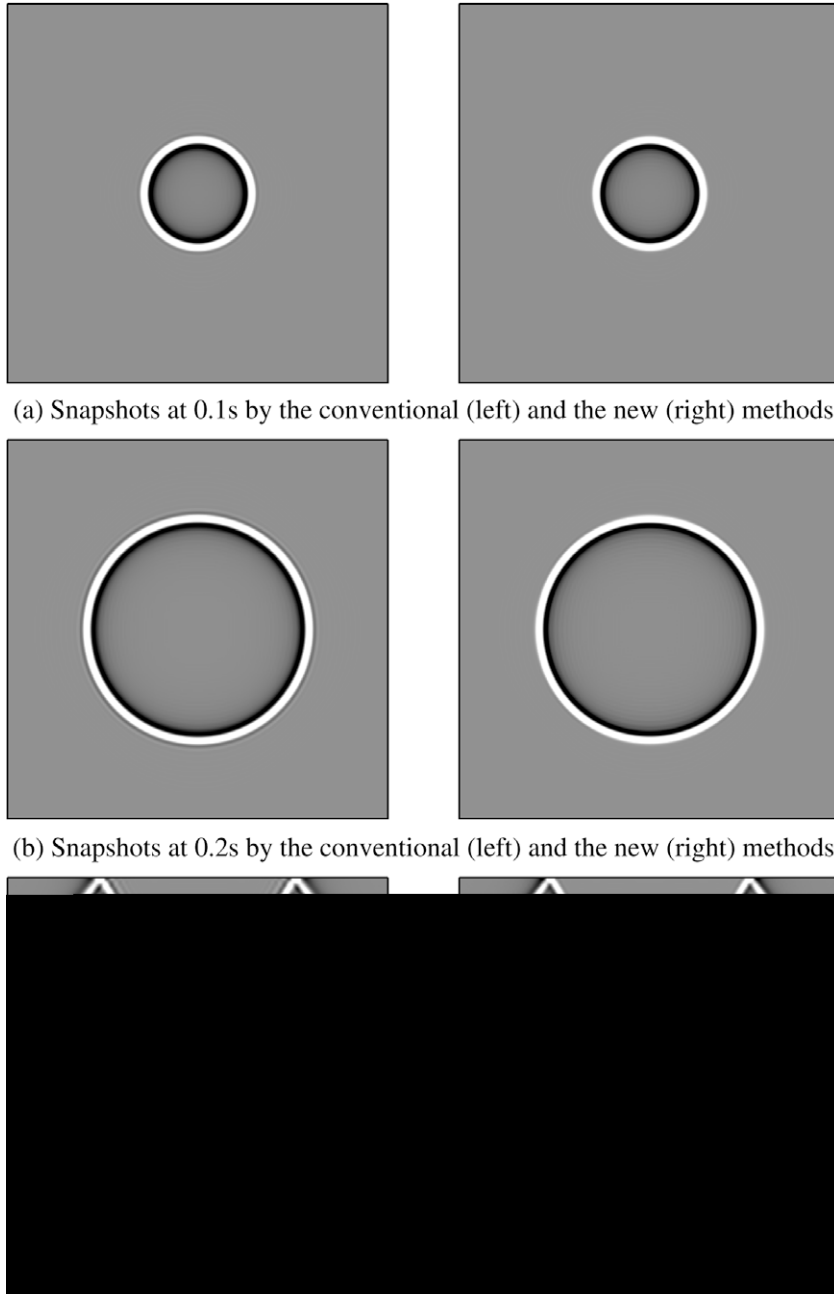 (a) Snapshots at 0.1s by the conventional (left) and the new (right) methods
(b) Snapshots at 0.2s by the conventional (left) and the new (right) methods